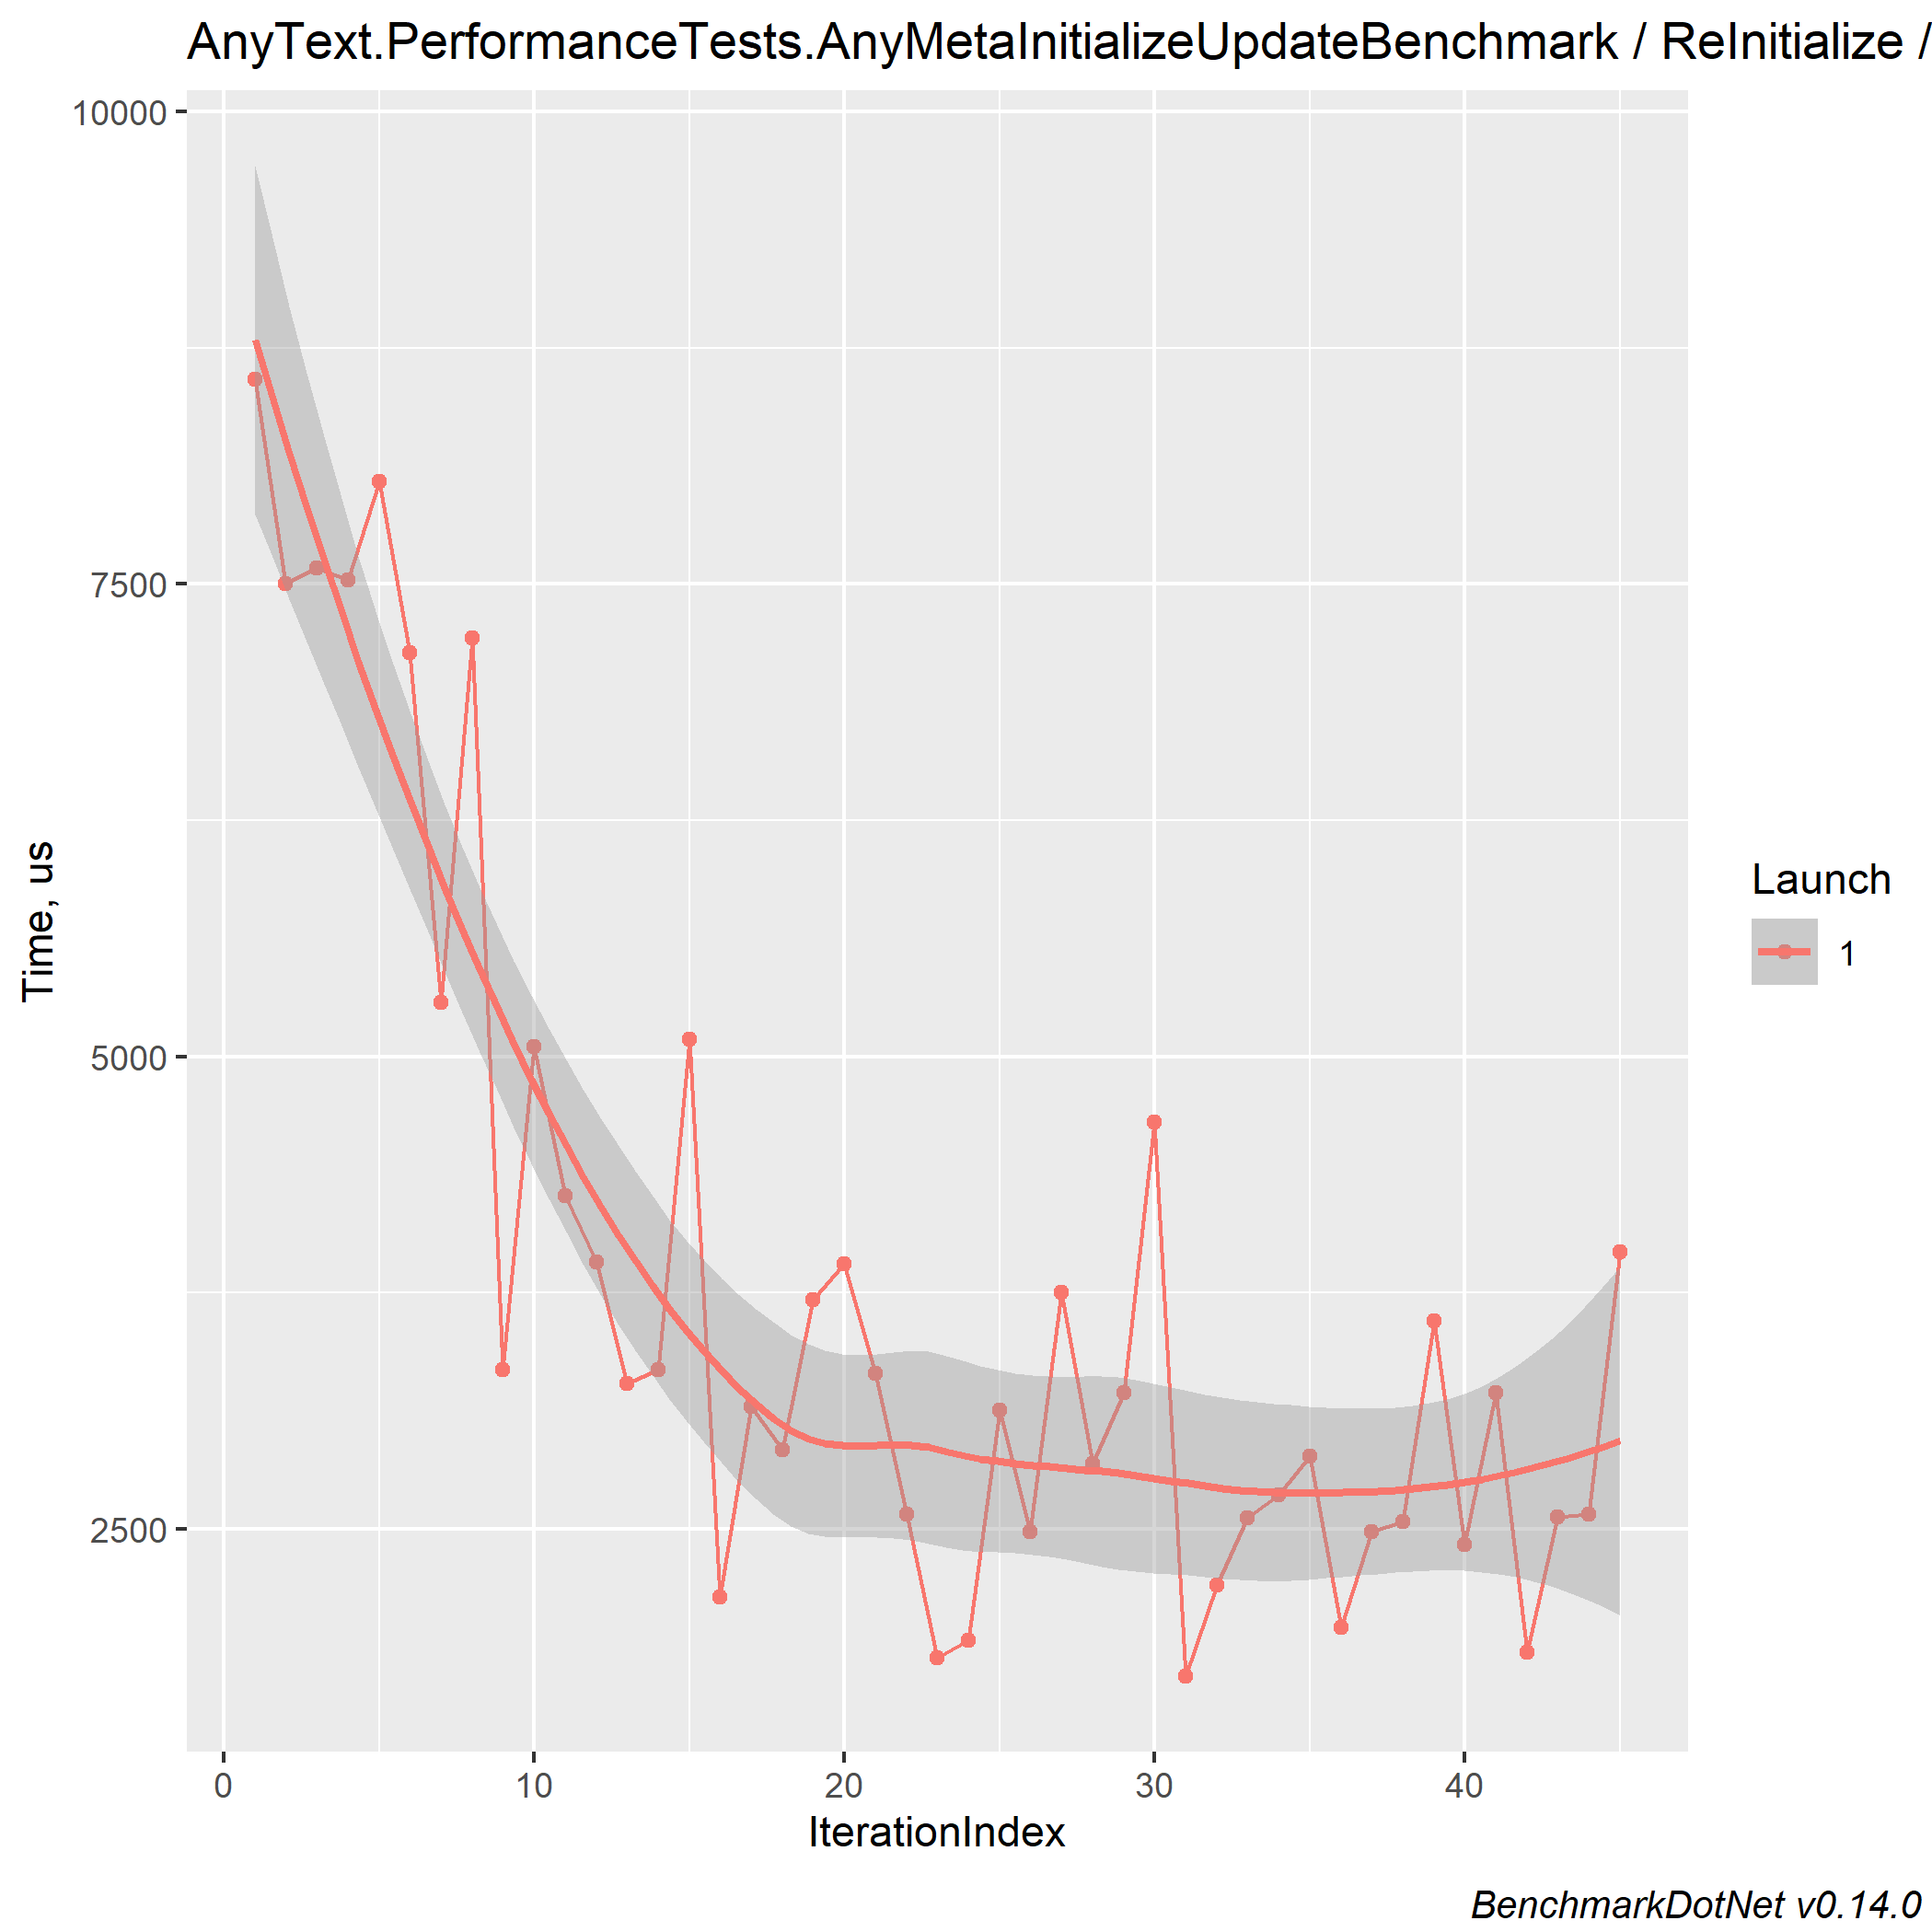 AnyText.PerformanceTests.AnyMetaInitializeUpdateBenchmark / ReInitialize /
10000
7500
5000
2500
Time, us
0 10 20 30 40
IterationIndex
Launch
1
BenchmarkDotNet v0.14.0